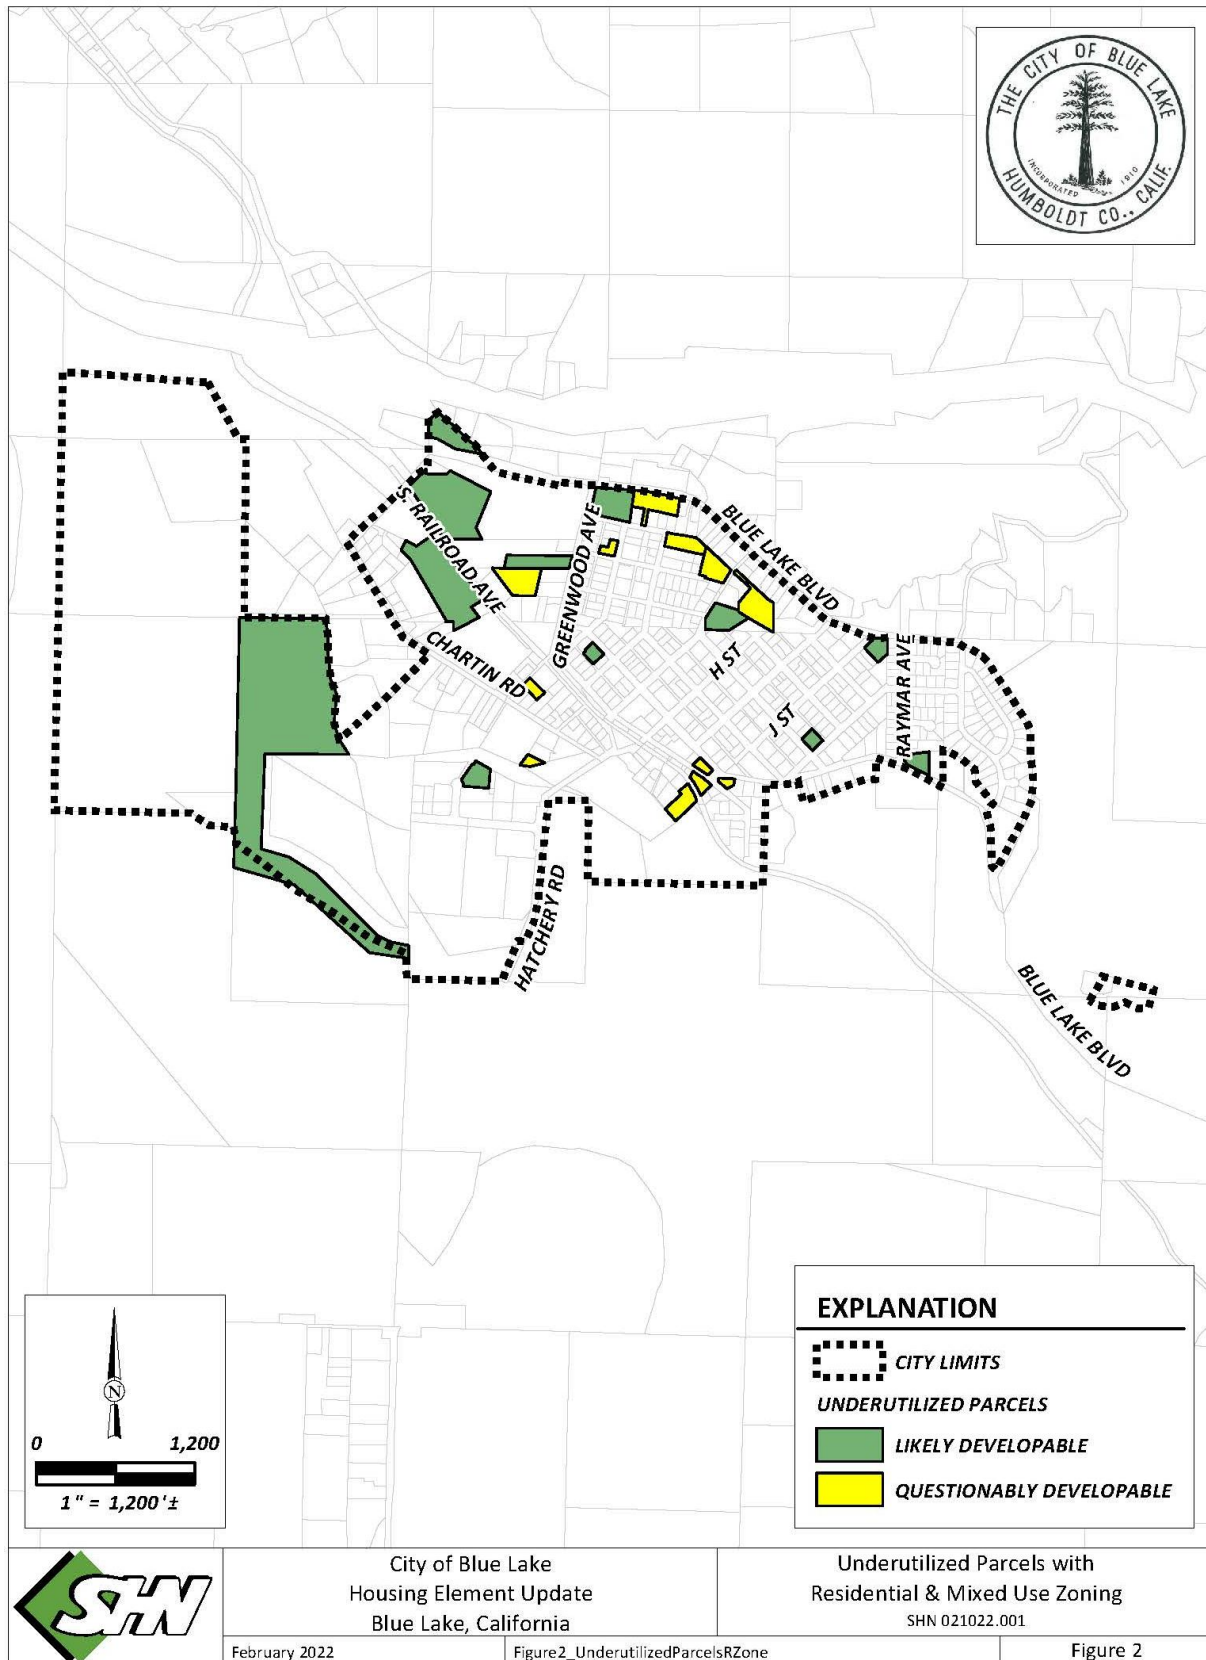 THE CITY OF BLUE LAKE
INCORPORATED 1910
HUMBOLDT CO., CALIF.
S. RAILROAD AVE
GREENWOOD AVE
BLUE LAKE BLVD
CHARTIN RD
H ST
J ST
RAYMAR AVE
HATCHERY RD
BLUE LAKE BLVD
EXPLANATION
CITY LIMITS
UNDERUTILIZED PARCELS
LIKELY DEVELOPABLE
QUESTIONABLY DEVELOPABLE
N
0 1,200
1 " = 1,200 ' ±
SHN
City of Blue Lake
Housing Element Update
Blue Lake, California
Underutilized Parcels with
Residential & Mixed Use Zoning
SHN 021022.001
February 2022
Figure2_UnderutilizedParcelsRZone
Figure 2